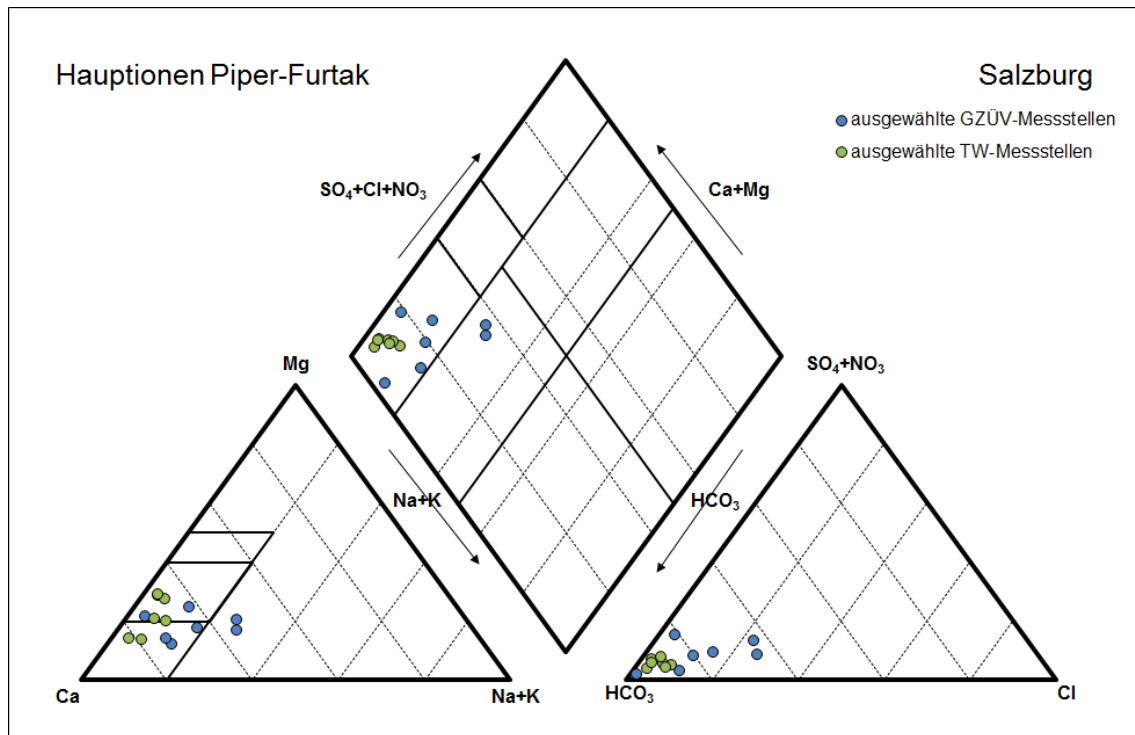 Hauptionen Piper-Furtak
Salzburg
ausgewählte GZÜV-Messstellen
ausgewählte TW-Messstellen
SO₄+Cl+NO₃
Ca+Mg
Mg
SO₄+NO₃
Na+K
HCO₃
Ca
Na+K
HCO₃
Cl